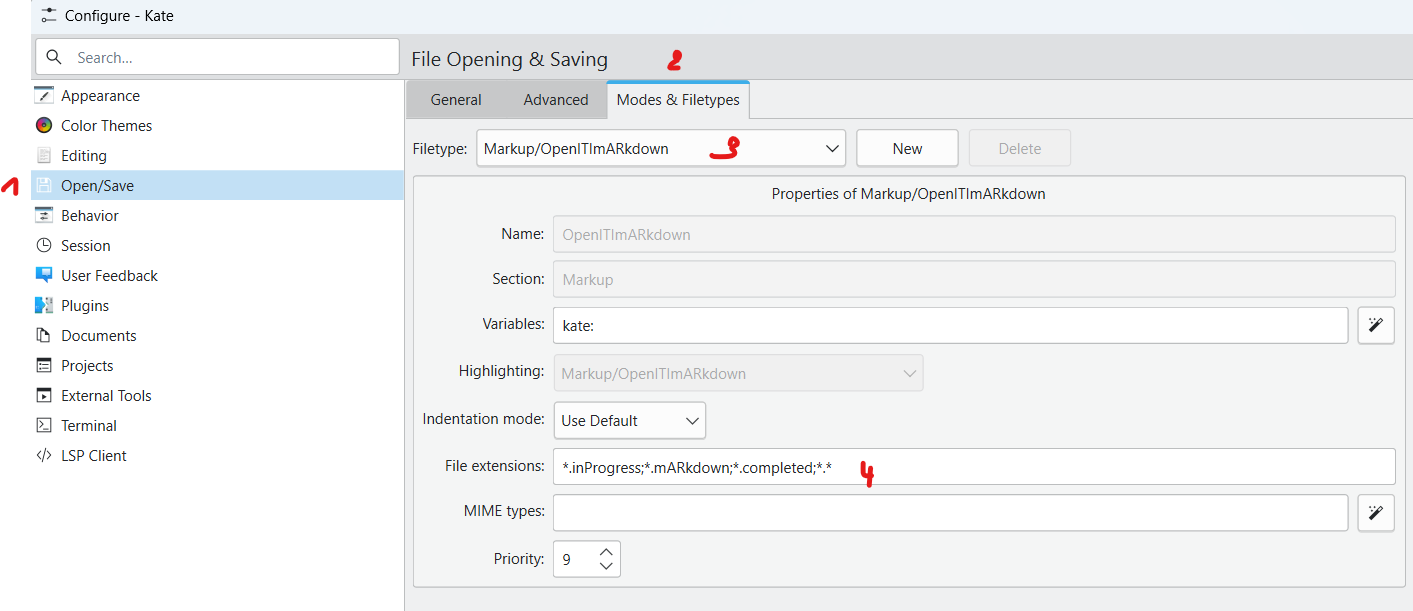 Configure - Kate
Search...
File Opening & Saving
2
Appearance
Color Themes
Editing
1
Open/Save
Behavior
Session
User Feedback
Plugins
Documents
Projects
External Tools
Terminal
LSP Client
General Advanced Modes & Filetypes
Filetype: Markup/OpenITImARkdown 3 New Delete
Properties of Markup/OpenITImARkdown
Name: OpenITImARkdown
Section: Markup
Variables: kate:
Highlighting: Markup/OpenITImARkdown
Indentation mode: Use Default
File extensions: *.inProgress;*.mARkdown;*.completed;*.* 4
MIME types:
Priority: 9